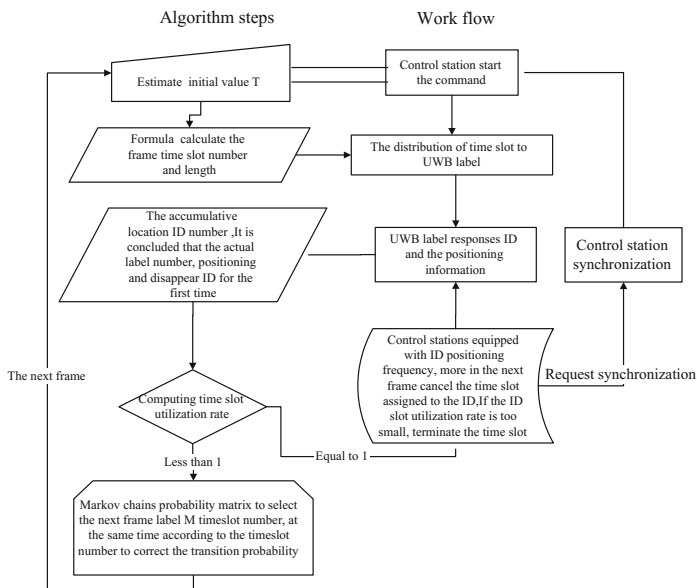 Algorithm steps
Work flow
Estimate initial value T
Control station start
the command
Formula calculate the
frame time slot number
and length
The distribution of time slot to
UWB label
The accumulative
location ID number ,It is
concluded that the actual
label number, positioning
and disappear ID for the
first time
UWB label responses ID
and the positioning
information
Control station
synchronization
Control stations equipped
with ID positioning
frequency, more in the next
frame cancel the time slot
assigned to the ID,If the ID
slot utilization rate is too
small, terminate the time slot
Request synchronization
The next frame
Computing time slot
utilization rate
Equal to 1
Less than 1
Markov chains probability matrix to select
the next frame label M timeslot number, at
the same time according to the timeslot
number to correct the transition probability